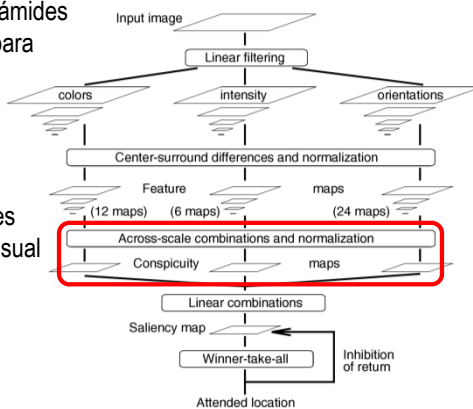 ámides
para
Input image
Linear filtering
colors intensity orientations
Center-surround differences and normalization
Feature maps
(12 maps) (6 maps) (24 maps)
es
sual
Across-scale combinations and normalization
Conspicuity maps
Linear combinations
Saliency map
Winner-take-all
Inhibition
of return
Attended location